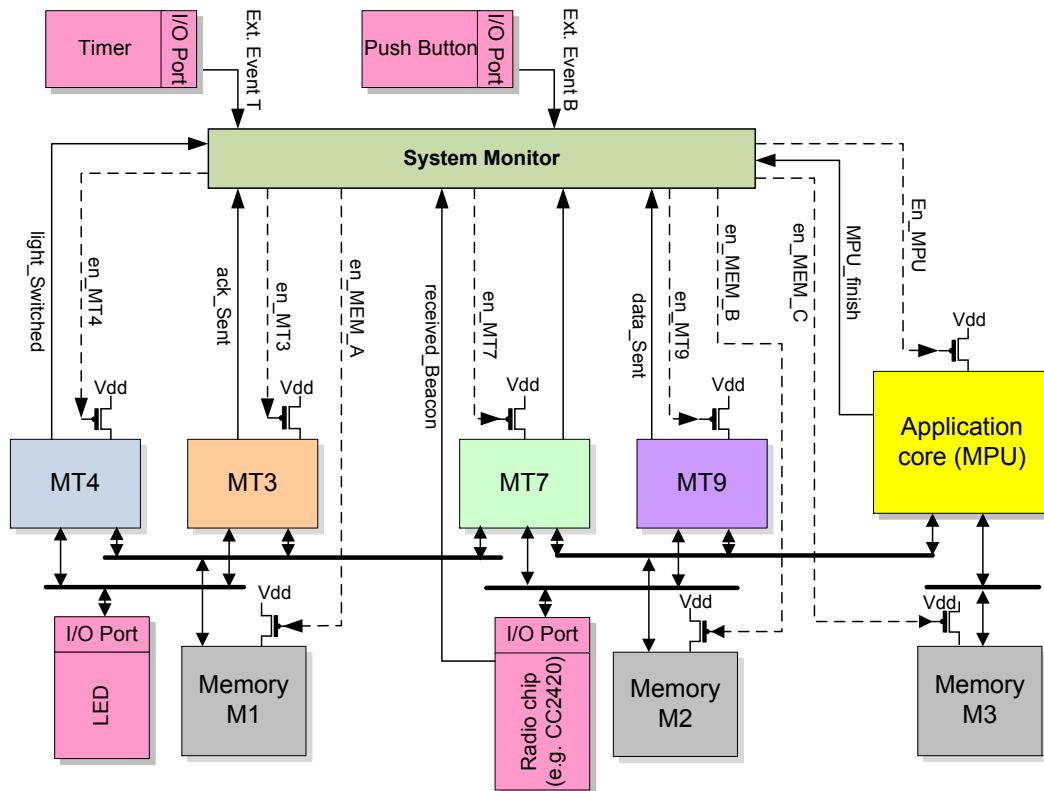 Timer
I/O Port
Ext. Event T
Push Button
I/O Port
Ext. Event B
System Monitor
light_Switched
en_MT4
ack_Sent
en_MT3
en_MEM_A
received_Beacon
en_MT7
data_Sent
en_MT9
en_MEM_B
en_MEM_C
MPU_finish
En_MPU
Vdd
Vdd
Vdd
Vdd
Vdd
MT4
MT3
MT7
MT9
Application
core (MPU)
Vdd
Vdd
Vdd
I/O Port
LED
Memory
M1
I/O Port
Radio chip
(e.g. CC2420)
Memory
M2
Memory
M3